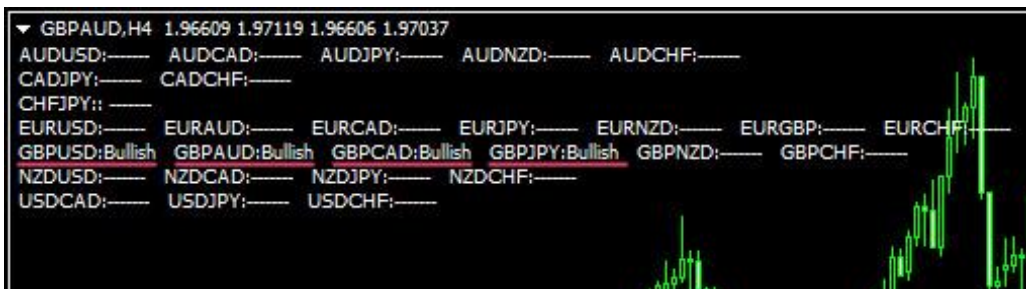 GBPAUD,H4 1.96609 1.97119 1.96606 1.97037
AUDUSD:------ AUDCAD:------ AUDJPY:------ AUDNZD:------ AUDCHF:------
CADJPY:------ CADCHF:------
CHFJPY:: ------
EURUSD:------ EURAUD:------ EURCAD:------ EURJPY:------ EURNZD:------ EURGBP:------ EURCHF:------
GBPUSD:Bullish GBPAUD:Bullish GBPCAD:Bullish GBPJPY:Bullish GBPNZD:------ GBPCHF:------
NZDUSD:------ NZDCAD:------ NZDJPY:------ NZDCHF:------
USDCAD:------ USDJPY:------ USDCHF:------